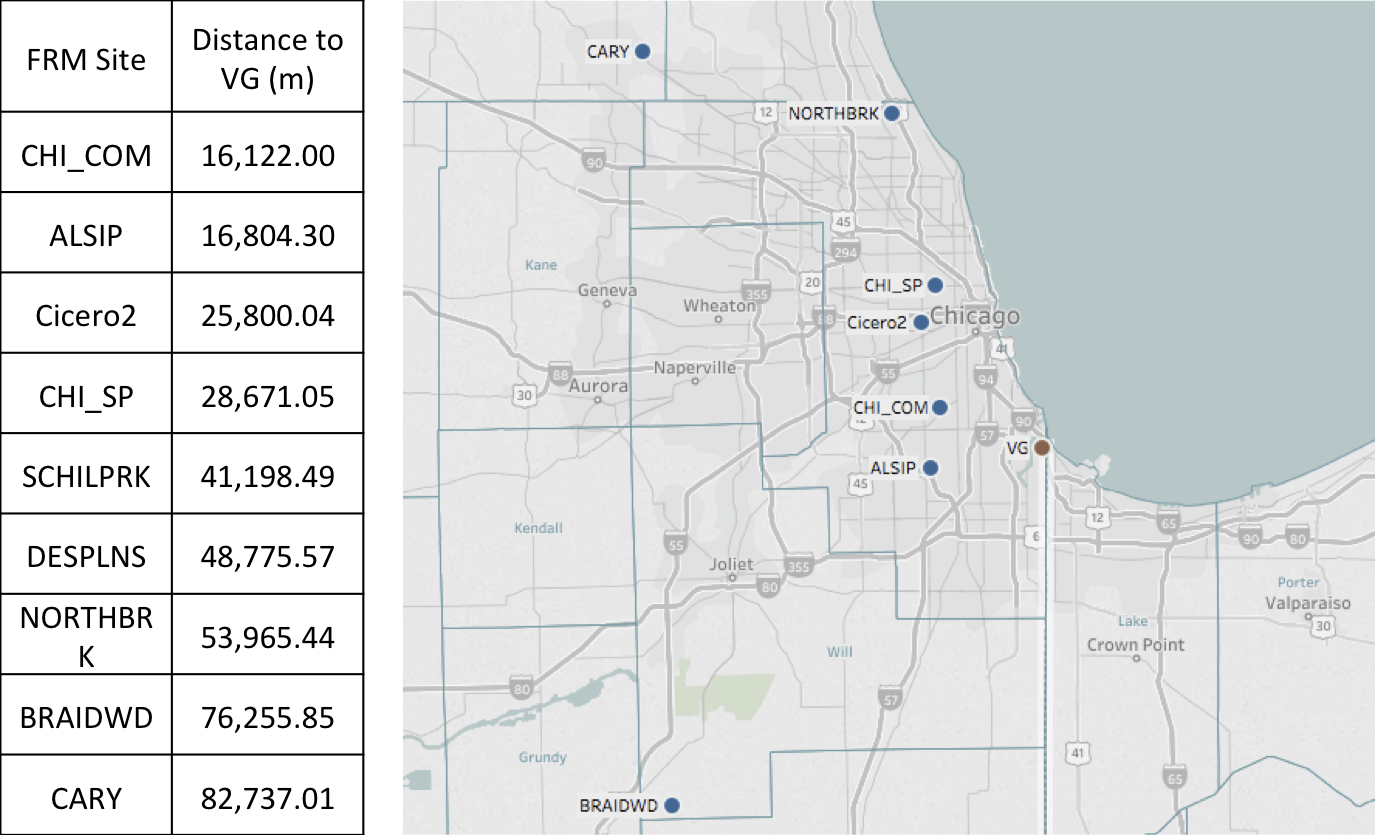 FRM Site
Distance to
VG (m)
CHI_COM
16,122.00
ALSIP
16,804.30
Cicero2
25,800.04
CHI_SP
28,671.05
SCHILPRK
41,198.49
DESPLNS
48,775.57
NORTHBR
K
53,965.44
BRAIDWD
76,255.85
CARY
82,737.01
CARY
12
NORTHBRK
90
45
294
Kane
Geneva
355
20
CHI_SP
Wheaton
88
Cicero2
Chicago
41
Naperville
55
94
88
Aurora
30
CHI_COM
12
90
57
VG
ALSIP
45
Kendall
55
12
65
6
90
80
Joliet
355
80
Porter
Valparaiso
30
Lake
Crown Point
Will
80
57
Grundy
41
65
BRAIDWD